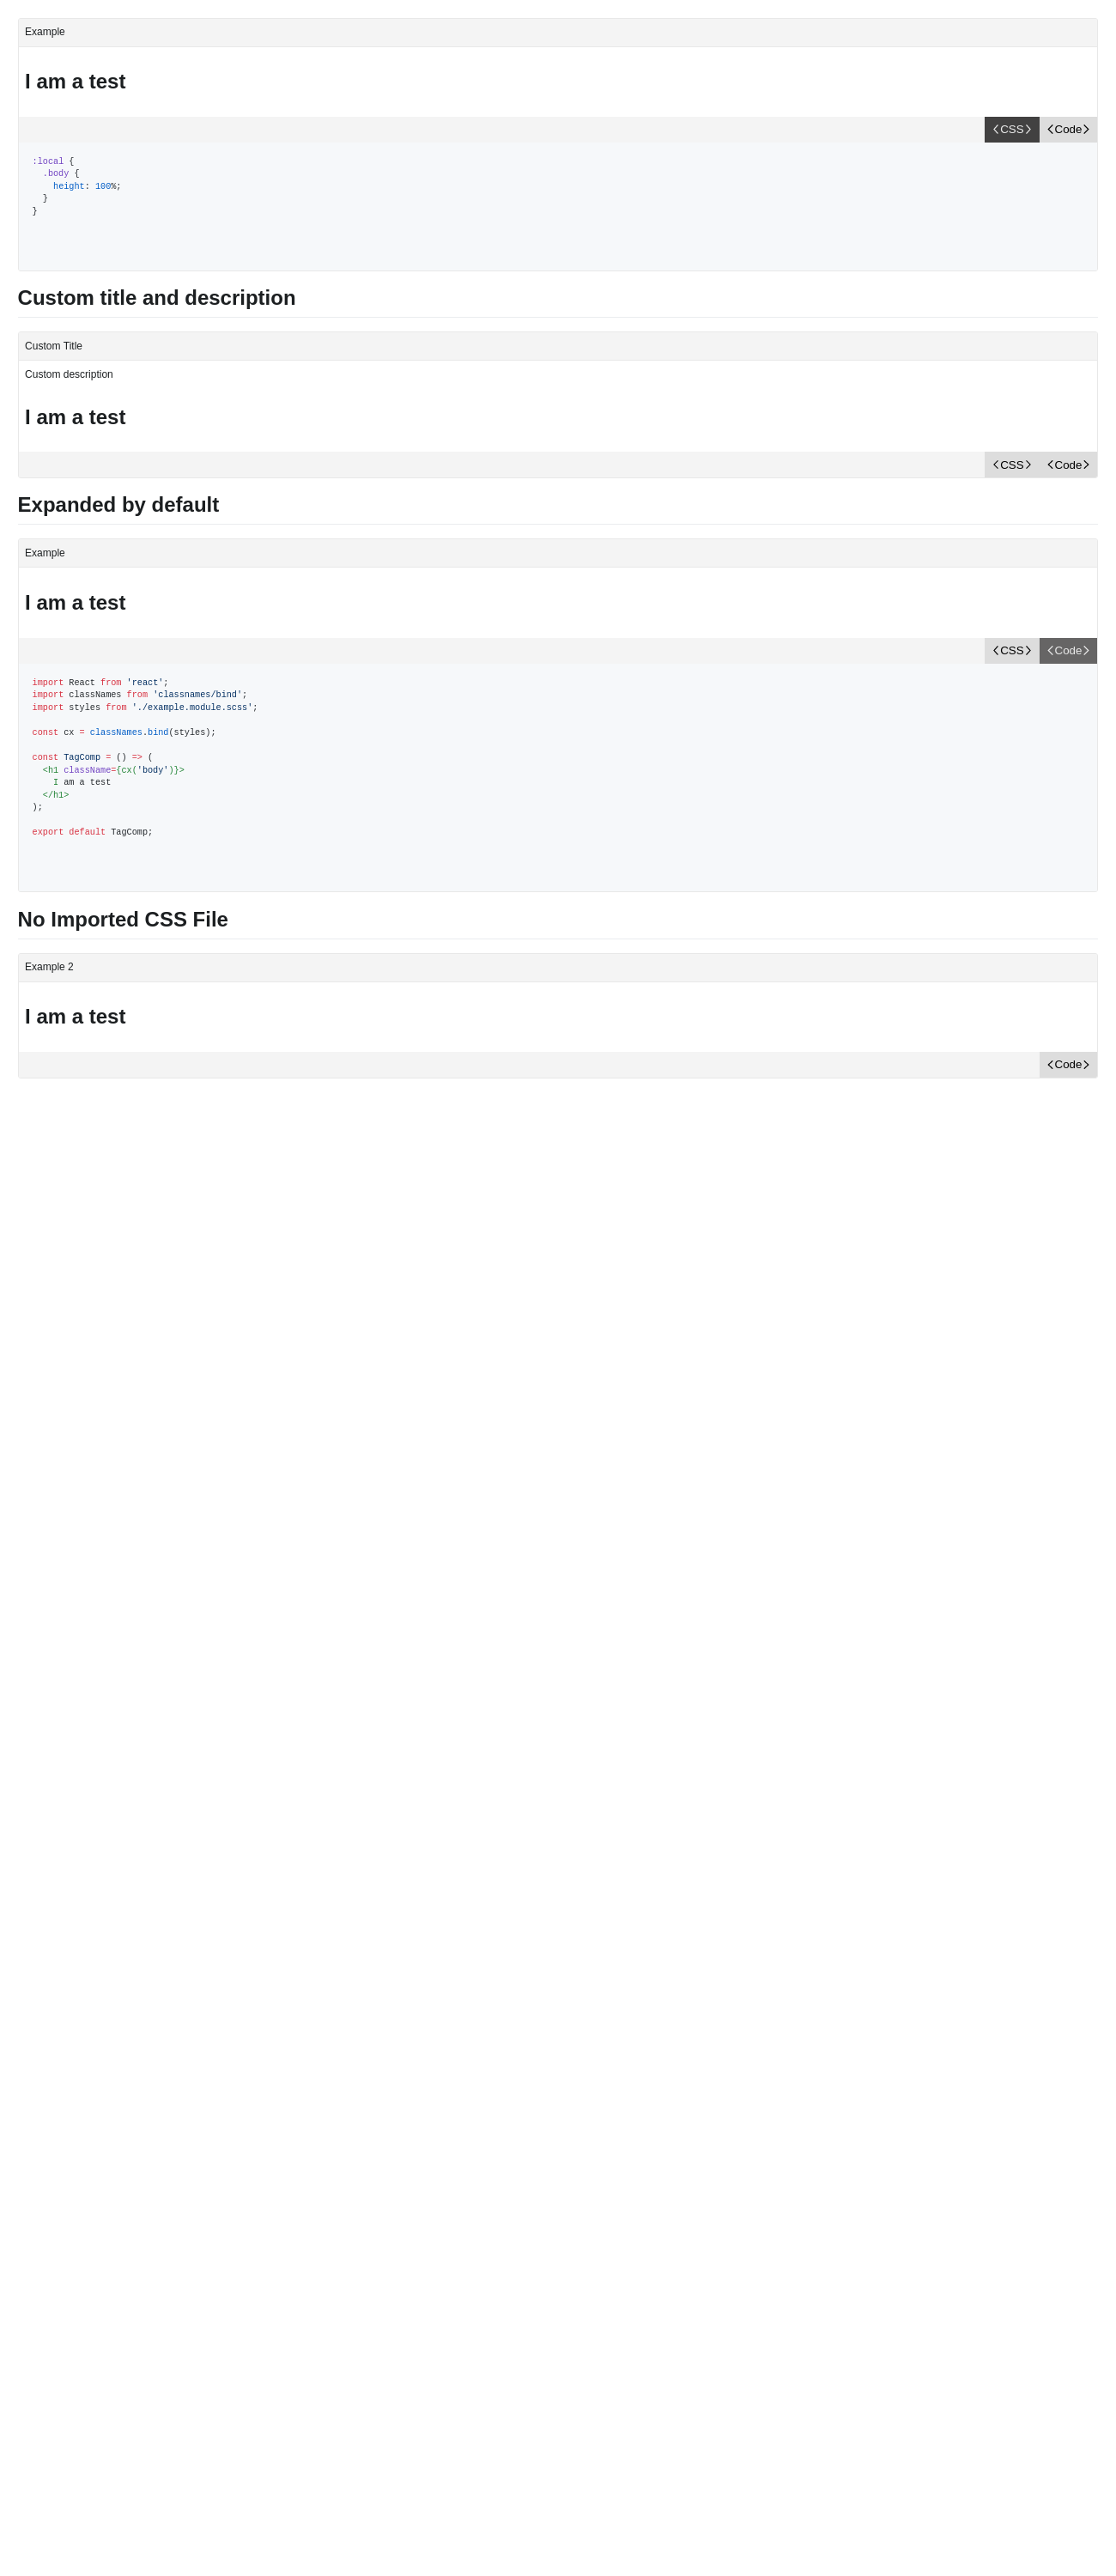 Example
I am a test
CSS Code
:local {
  .body {
    height: 100%;
  }
}
Custom title and description
Custom Title
Custom description
I am a test
CSS Code
Expanded by default
Example
I am a test
CSS Code
import React from 'react';
import classNames from 'classnames/bind';
import styles from './example.module.scss';
const cx = classNames.bind(styles);
const TagComp = () => (
  <h1 className={cx('body')}>
    I am a test
  </h1>
);
export default TagComp;
No Imported CSS File
Example 2
I am a test
Code